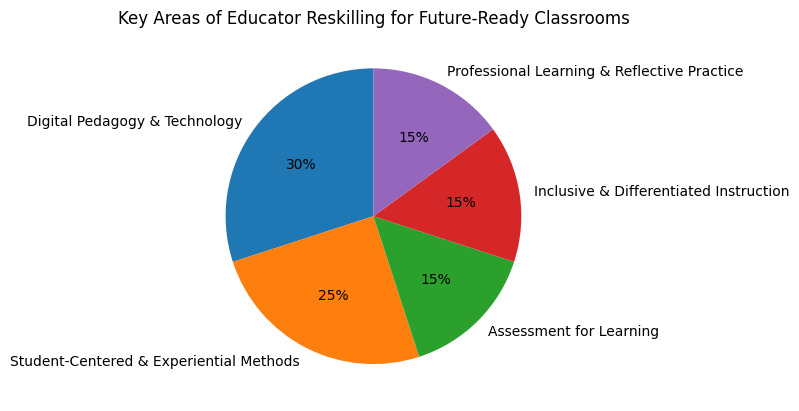 Key Areas of Educator Reskilling for Future-Ready Classrooms
Professional Learning & Reflective Practice
Digital Pedagogy & Technology
15%
30%
Inclusive & Differentiated Instruction
15%
15%
25%
Assessment for Learning
Student-Centered & Experiential Methods